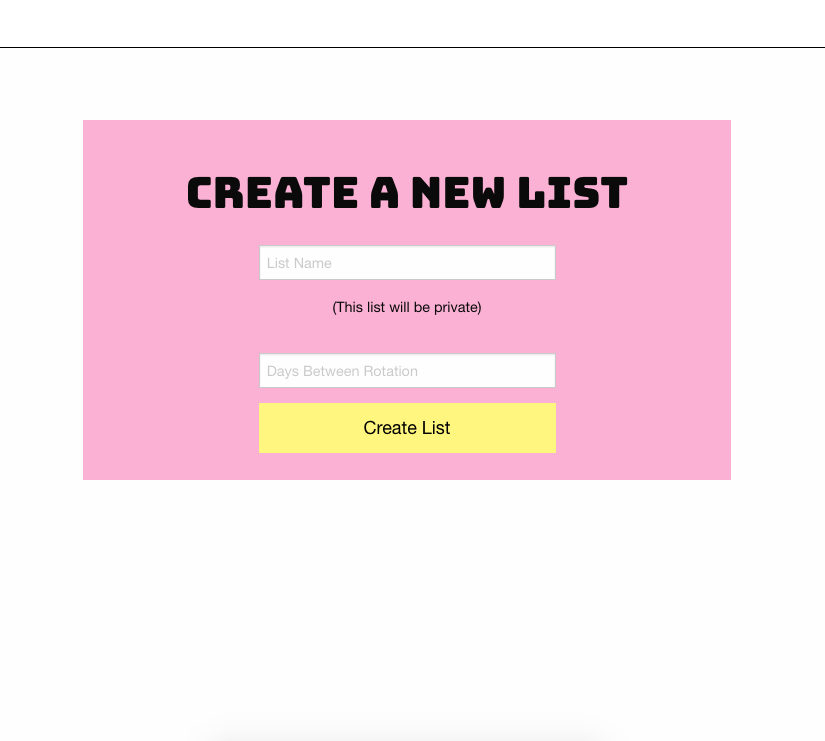 CREATE A NEW LIST
List Name
(This list will be private)
Days Between Rotation
Create List